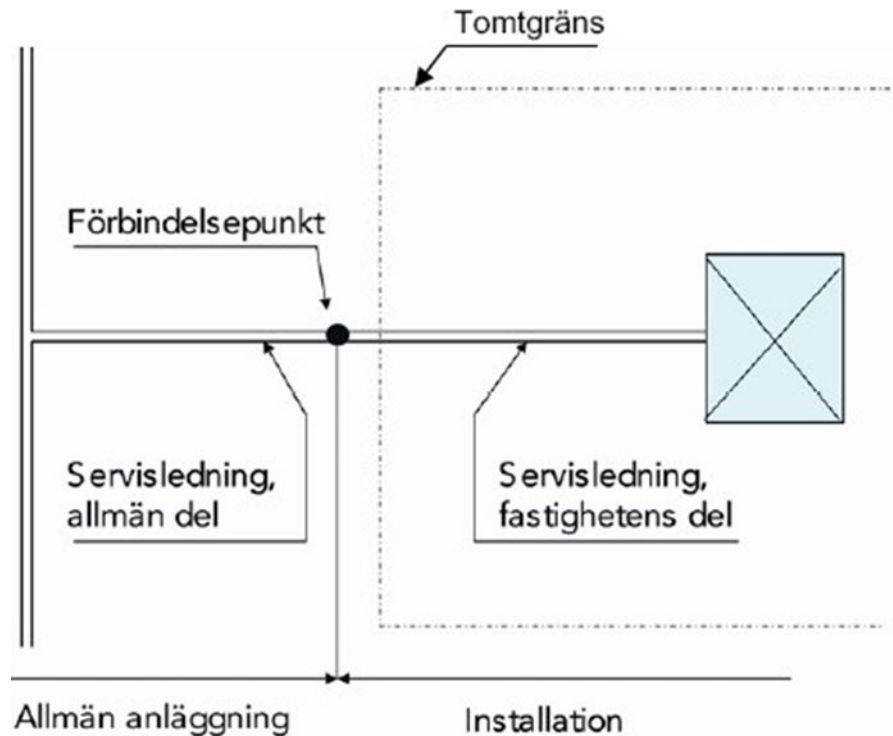 Tomtgräns
Förbindelsepunkt
Servisledning,
allmän del
Servisledning,
fastighetens del
Allmän anläggning
Installation